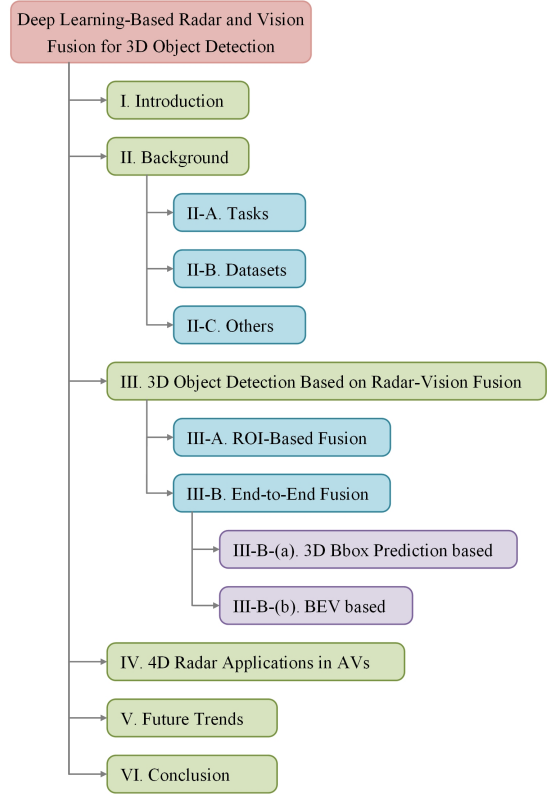 Deep Learning-Based Radar and Vision
Fusion for 3D Object Detection
I. Introduction
II. Background
II-A. Tasks
II-B. Datasets
II-C. Others
III. 3D Object Detection Based on Radar-Vision Fusion
III-A. ROI-Based Fusion
III-B. End-to-End Fusion
III-B-(a). 3D Bbox Prediction based
III-B-(b). BEV based
IV. 4D Radar Applications in AVs
V. Future Trends
VI. Conclusion